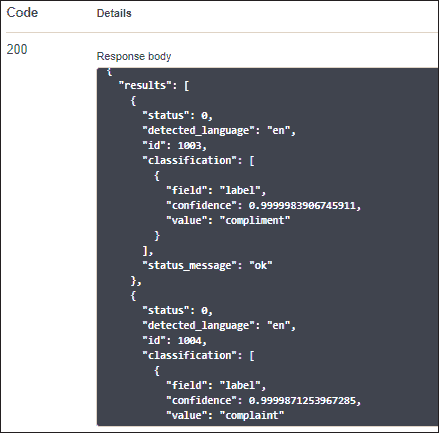 Code Details
200
Response body
{
"results": [
{
"status": 0,
"detected_language": "en",
"id": 1003,
"classification": [
{
"field": "label",
"confidence": 0.9999983906745911,
"value": "compliment"
}
],
"status_message": "ok"
},
{
"status": 0,
"detected_language": "en",
"id": 1004,
"classification": [
{
"field": "label",
"confidence": 0.9999871253967285,
"value": "complaint"